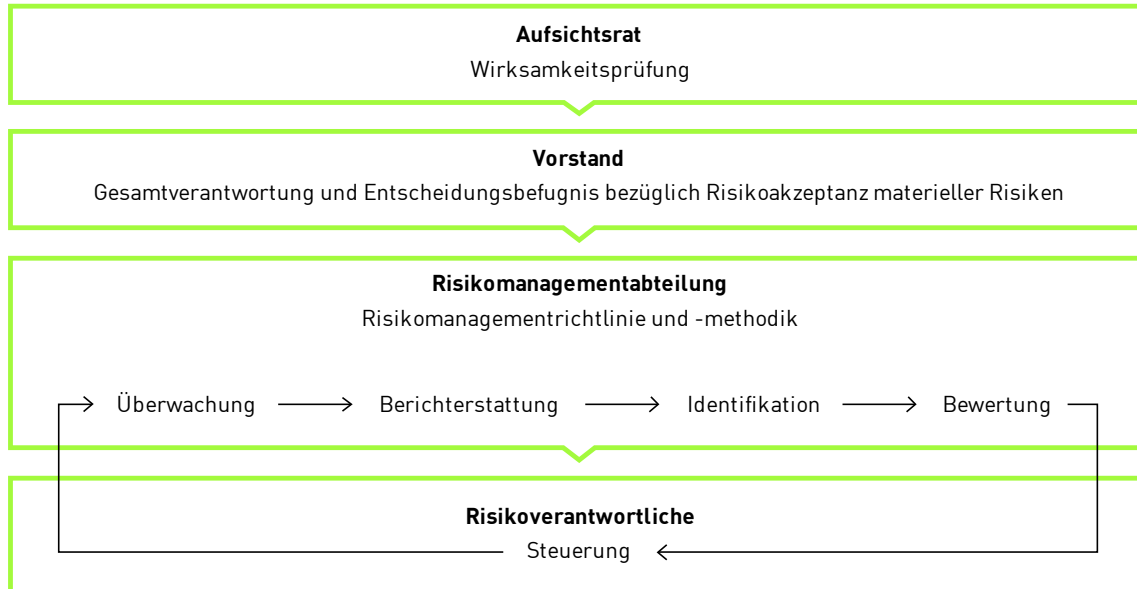 Aufsichtsrat
Wirksamkeitsprüfung
Vorstand
Gesamtverantwortung und Entscheidungsbefugnis bezüglich Risikoakzeptanz materieller Risiken
Risikomanagementabteilung
Risikomanagementrichtlinie und -methodik
Überwachung Berichterstattung Identifikation Bewertung
Risikoverantwortliche
Steuerung